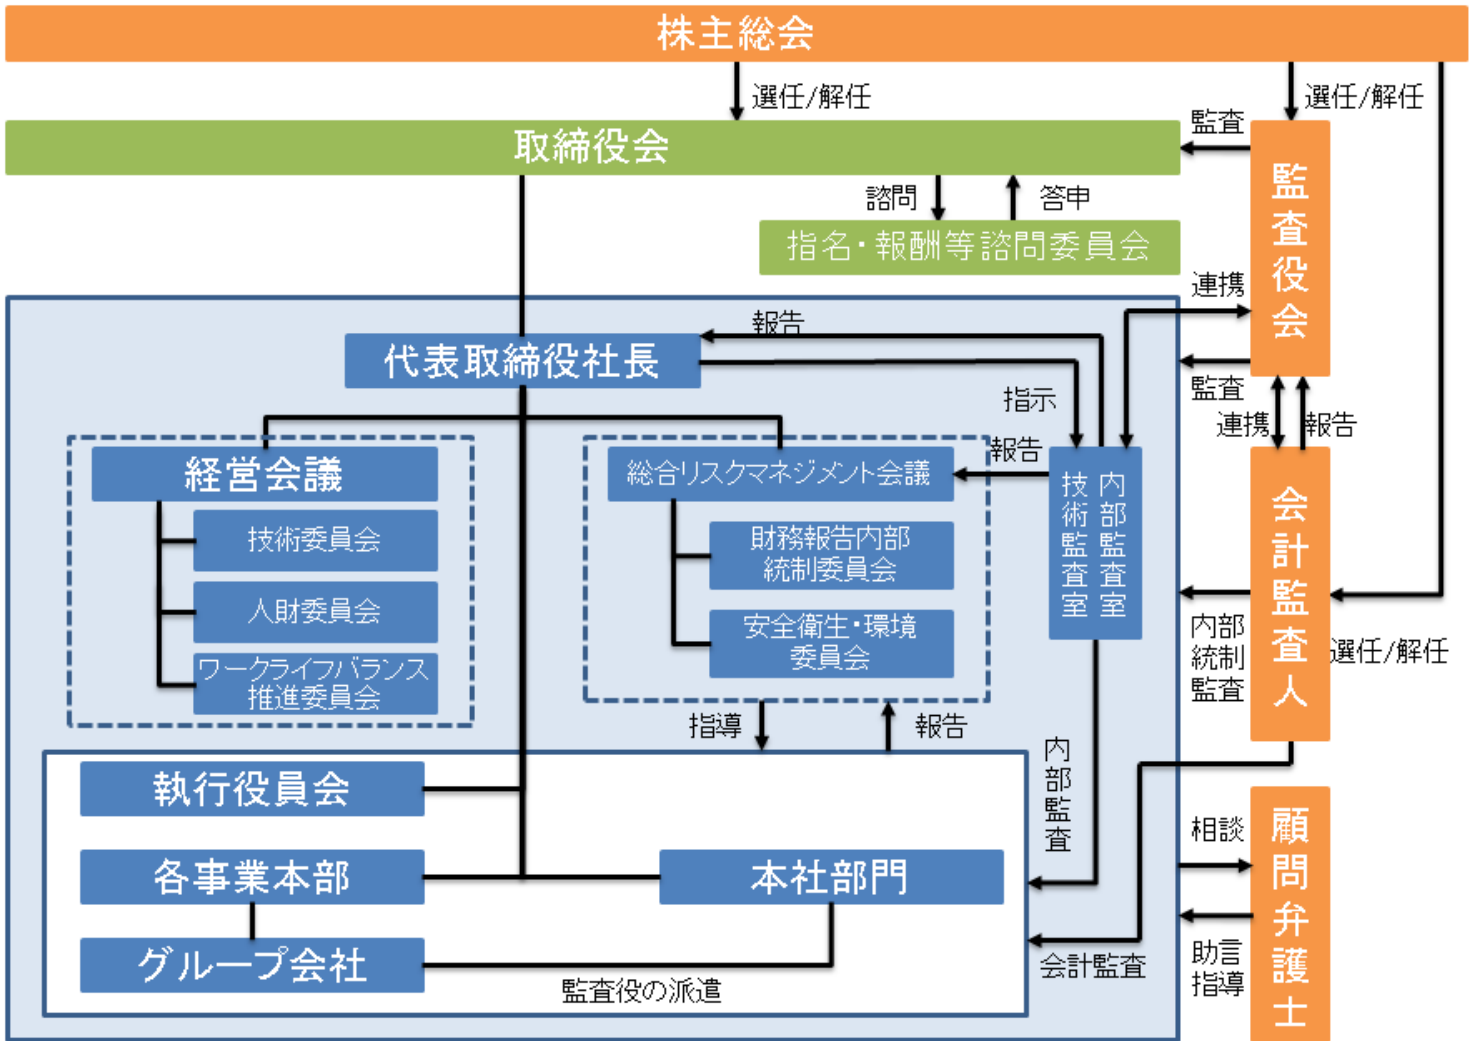 株主総会
選任/解任
選任/解任
監査
取締役会
諮問
答申
指名・報酬等諮問委員会
監査役会
連携
報告
代表取締役社長
監査
指示
連携
報告
報告
経営会議
総合リスクマネジメント会議
内部監査室
技術監査室
技術委員会
財務報告内部
統制委員会
会計監査人
人財委員会
安全衛生・環境
委員会
内部
統制
監査
選任/解任
ワークライフバランス
推進委員会
指導
報告
内部監査
執行役員会
相談
顧問弁護士
各事業本部
本社部門
グループ会社
会計監査
助言
指導
監査役の派遣